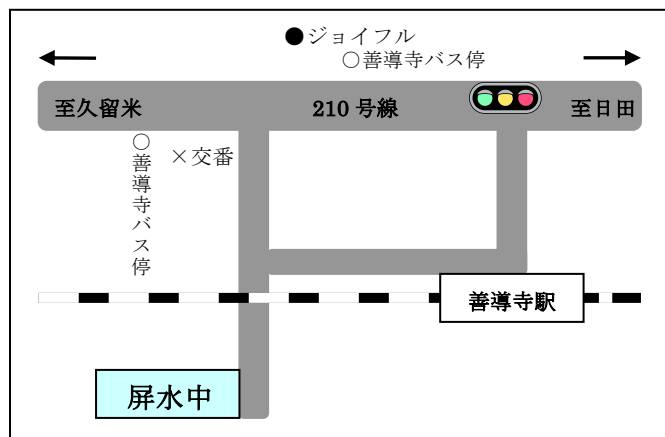 ●ジョイフル
○善導寺バス停
至久留米
210号線
至日田
○善導寺バス停
×交番
善導寺駅
屏水中